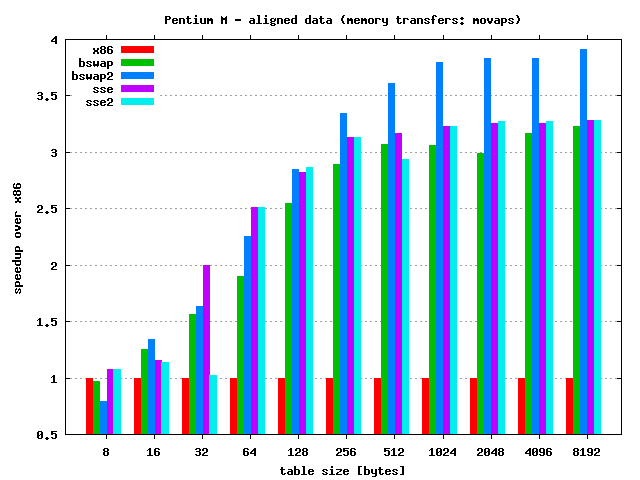 Pentium M - aligned data (memory transfers: movaps)
4
3.5
3
2.5
2
1.5
1
0.5
speedup over x86
x86
bswap
bswap2
sse
sse2
8 16 32 64 128 256 512 1024 2048 4096 8192
table size [bytes]